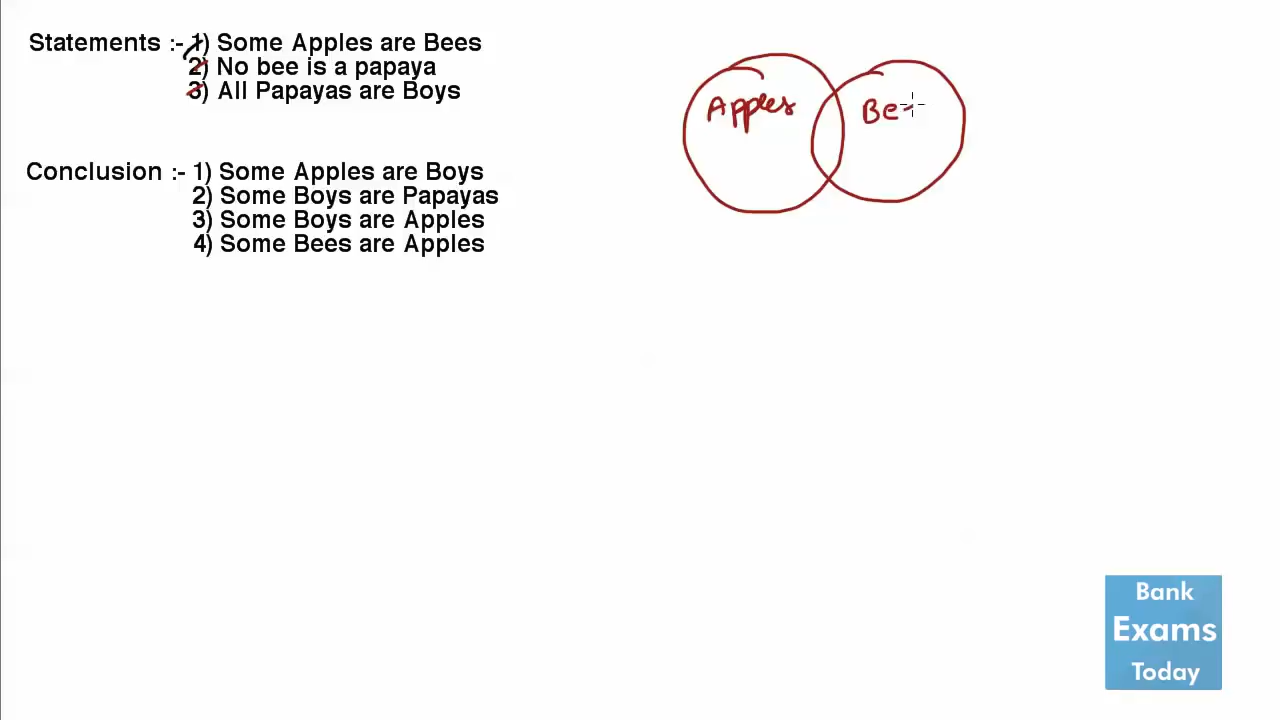 Statements :- 1) Some Apples are Bees
2) No bee is a papaya
3) All Papayas are Boys
Conclusion :- 1) Some Apples are Boys
2) Some Boys are Papayas
3) Some Boys are Apples
4) Some Bees are Apples
Apples
Be
Bank
Exams
Today